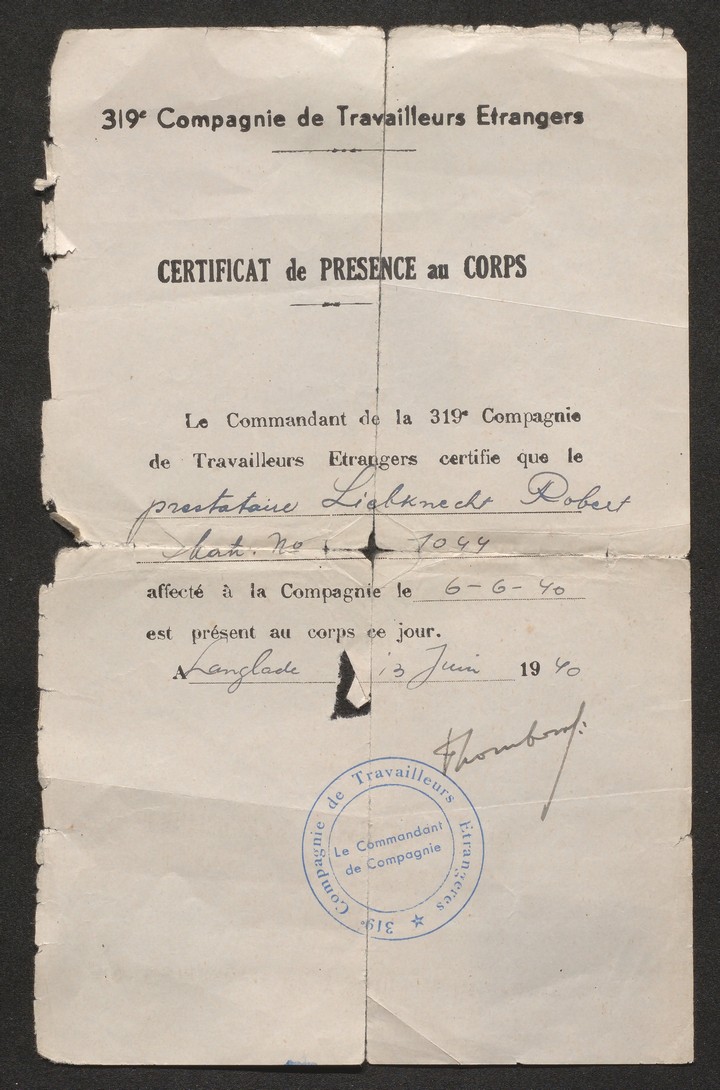 319e Compagnie de Travailleurs Etrangers
CERTIFICAT de PRESENCE au CORPS
Le Commandant de la 319e Compagnie
de Travailleurs Etrangers certifie que le
prestataire Liebknecht Robert
Mat. No 1044
affecté à la Compagnie le 6-6-40
est présent au corps ce jour.
A Langlade 13 Juin 1940
319e Compagnie de Travailleurs Etrangeres
Le Commandant
de Compagnie